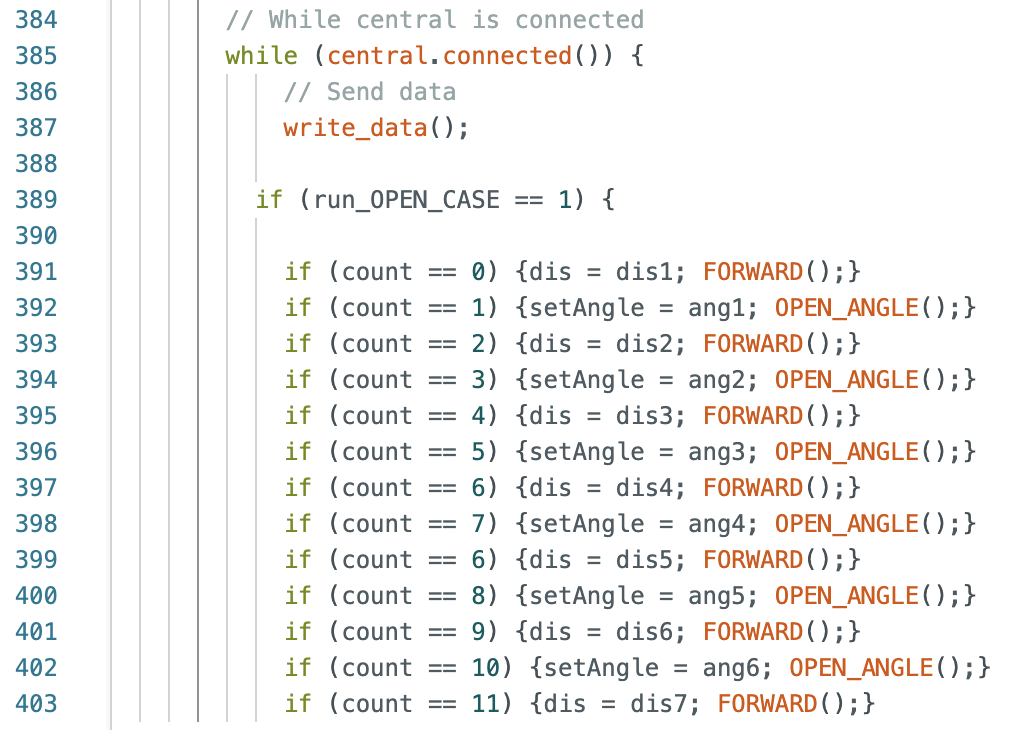 384 // While central is connected
385 while (central.connected()) {
386 // Send data
387 write_data();
388
389 if (run_OPEN_CASE == 1) {
390
391 if (count == 0) {dis = dis1; FORWARD();}
392 if (count == 1) {setAngle = ang1; OPEN_ANGLE();}
393 if (count == 2) {dis = dis2; FORWARD();}
394 if (count == 3) {setAngle = ang2; OPEN_ANGLE();}
395 if (count == 4) {dis = dis3; FORWARD();}
396 if (count == 5) {setAngle = ang3; OPEN_ANGLE();}
397 if (count == 6) {dis = dis4; FORWARD();}
398 if (count == 7) {setAngle = ang4; OPEN_ANGLE();}
399 if (count == 6) {dis = dis5; FORWARD();}
400 if (count == 8) {setAngle = ang5; OPEN_ANGLE();}
401 if (count == 9) {dis = dis6; FORWARD();}
402 if (count == 10) {setAngle = ang6; OPEN_ANGLE();}
403 if (count == 11) {dis = dis7; FORWARD();}